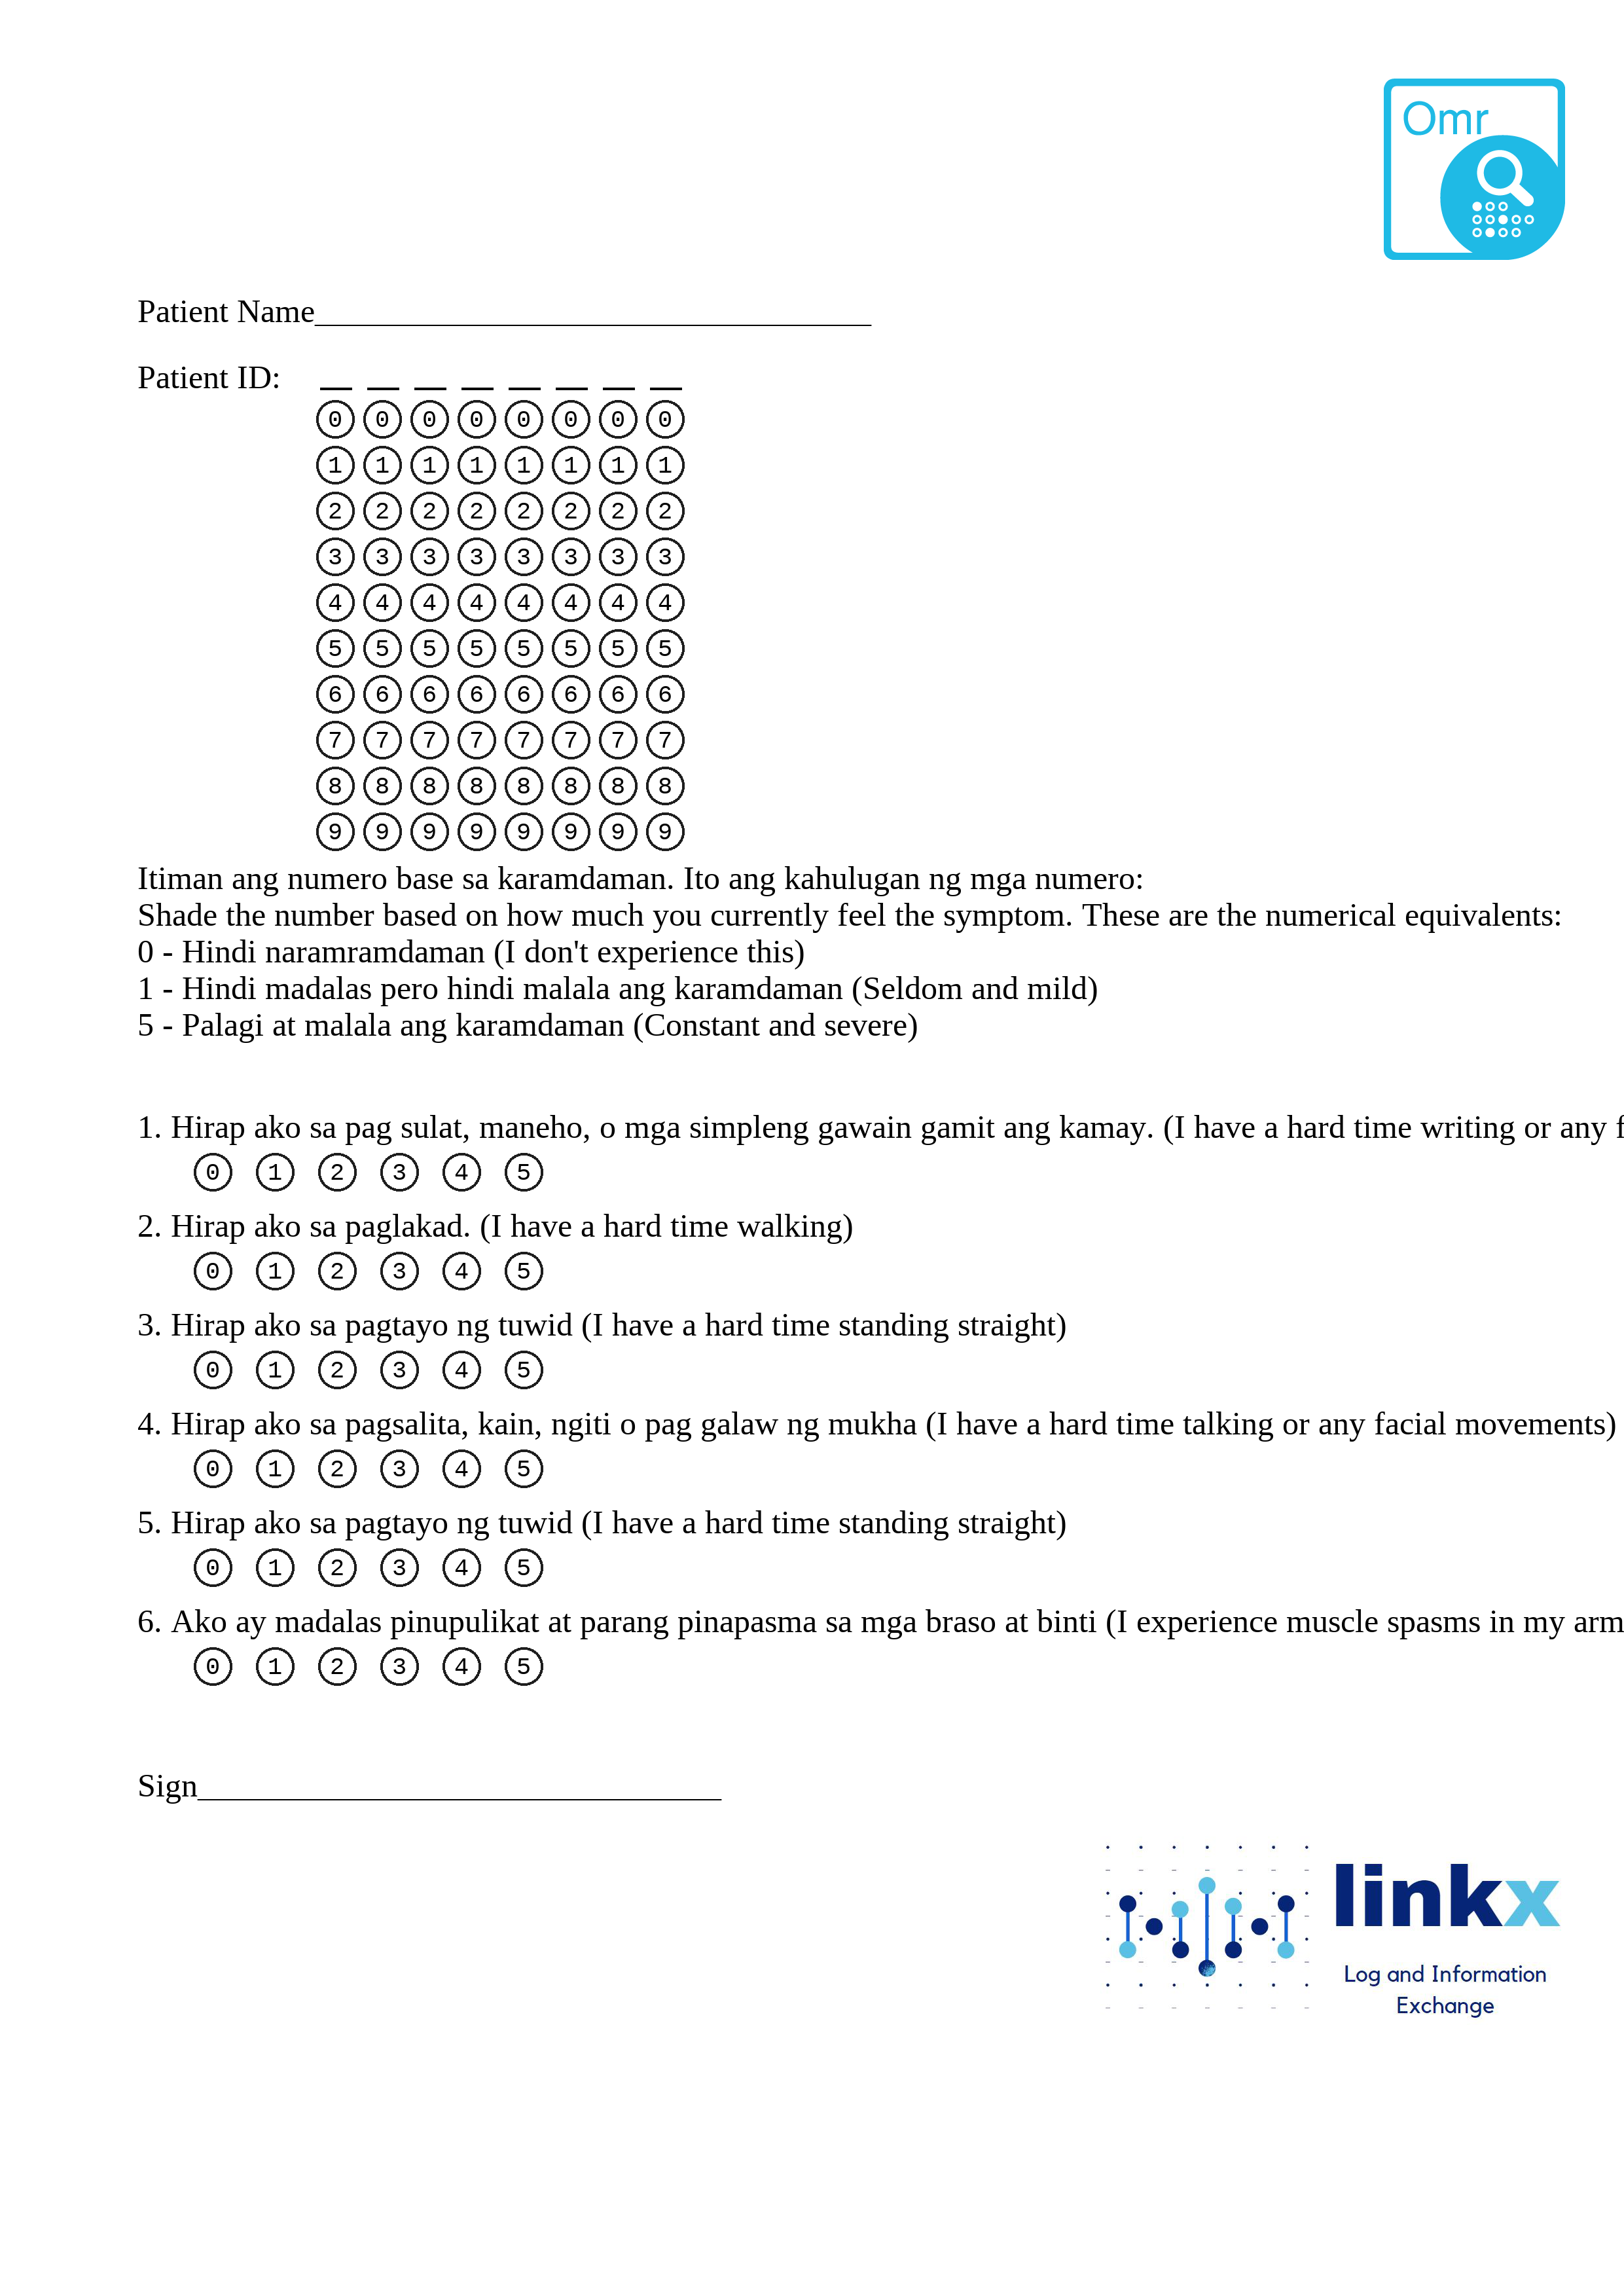 Omr
Patient Name__________________________________
Patient ID: __ __ __ __ __ __ __ __
0 0 0 0 0 0 0 0
1 1 1 1 1 1 1 1
2 2 2 2 2 2 2 2
3 3 3 3 3 3 3 3
4 4 4 4 4 4 4 4
5 5 5 5 5 5 5 5
6 6 6 6 6 6 6 6
7 7 7 7 7 7 7 7
8 8 8 8 8 8 8 8
9 9 9 9 9 9 9 9
Itiman ang numero base sa karamdaman. Ito ang kahulugan ng mga numero:
Shade the number based on how much you currently feel the symptom. These are the numerical equivalents:
0 - Hindi naramramdaman (I don't experience this)
1 - Hindi madalas pero hindi malala ang karamdaman (Seldom and mild)
5 - Palagi at malala ang karamdaman (Constant and severe)
1. Hirap ako sa pag sulat, maneho, o mga simpleng gawain gamit ang kamay. (I have a hard time writing or any
0 1 2 3 4 5
2. Hirap ako sa paglakad. (I have a hard time walking)
0 1 2 3 4 5
3. Hirap ako sa pagtayo ng tuwid (I have a hard time standing straight)
0 1 2 3 4 5
4. Hirap ako sa pagsalita, kain, ngiti o pag galaw ng mukha (I have a hard time talking or any facial movements)
0 1 2 3 4 5
5. Hirap ako sa pagtayo ng tuwid (I have a hard time standing straight)
0 1 2 3 4 5
6. Ako ay madalas pinupulikat at parang pinapasma sa mga braso at binti (I experience muscle spasms in my arm
0 1 2 3 4 5
Sign________________________________
linkx
Log and Information
Exchange